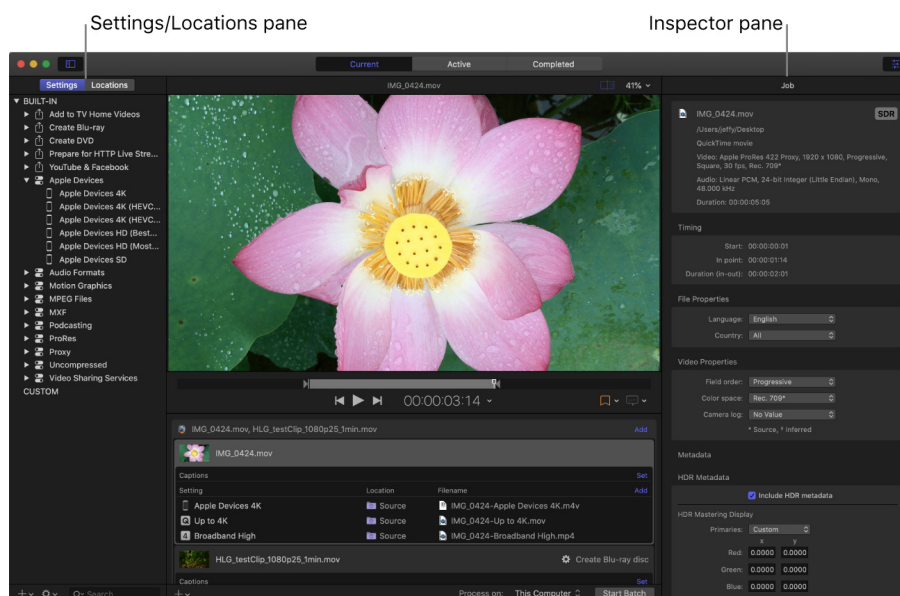 Settings/Locations pane
Inspector pane
Current Active Completed
Settings Locations
IMG_0424.mov 41%
Job
BUILT-IN
Add to TV Home Videos
Create Blu-ray
Create DVD
Prepare for HTTP Live Stre...
YouTube & Facebook
Apple Devices
Apple Devices 4K
Apple Devices 4K (HEVC...
Apple Devices 4K (HEVC...
Apple Devices HD (Best...
Apple Devices HD (Most...
Apple Devices SD
Audio Formats
Motion Graphics
MPEG Files
MXF
Podcasting
ProRes
Proxy
Uncompressed
Video Sharing Services
CUSTOM
Search
00:00:03:14
IMG_0424.mov, HLG_testClip_1080p25_1min.mov Add
IMG_0424.mov
Captions Set
Setting Location Filename Add
Apple Devices 4K Source IMG_0424-Apple Devices 4K.m4v
Up to 4K Source IMG_0424-Up to 4K.mov
4 Broadband High Source IMG_0424-Broadband High.mp4
HLG_testClip_1080p25_1min.mov Create Blu-ray disc
Captions Set
Process on: This Computer Start Batch
IMG_0424.mov SDR
/Users/jeffy/Desktop
QuickTime movie
Video: Apple ProRes 422 Proxy, 1920 x 1080, Progressive,
Square, 30 fps, Rec. 709*
Audio: Linear PCM, 24-bit Integer (Little Endian), Mono,
48.000 kHz
Duration: 00:00:05:05
Timing
Start: 00:00:00:01
In point: 00:00:01:14
Duration (in-out): 00:00:02:01
File Properties
Language: English
Country: All
Video Properties
Field order: Progressive
Color space: Rec. 709*
Camera log: No Value
* Source, † Inferred
Metadata
HDR Metadata
Include HDR metadata
HDR Mastering Display
Primaries: Custom
x y
Red: 0.0000 0.0000
Green: 0.0000 0.0000
Blue: 0.0000 0.0000